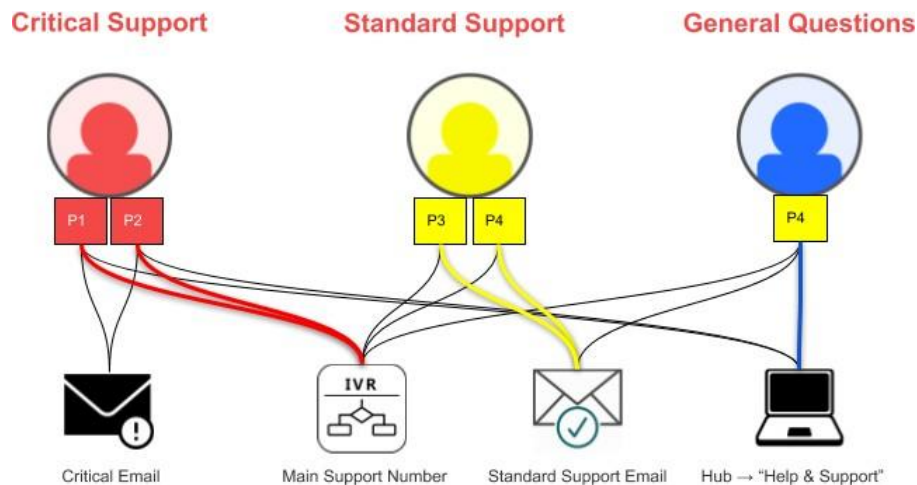 Critical Support
Standard Support
General Questions
P1
P2
P3
P4
P4
IVR
Critical Email
Main Support Number
Standard Support Email
Hub → “Help & Support”